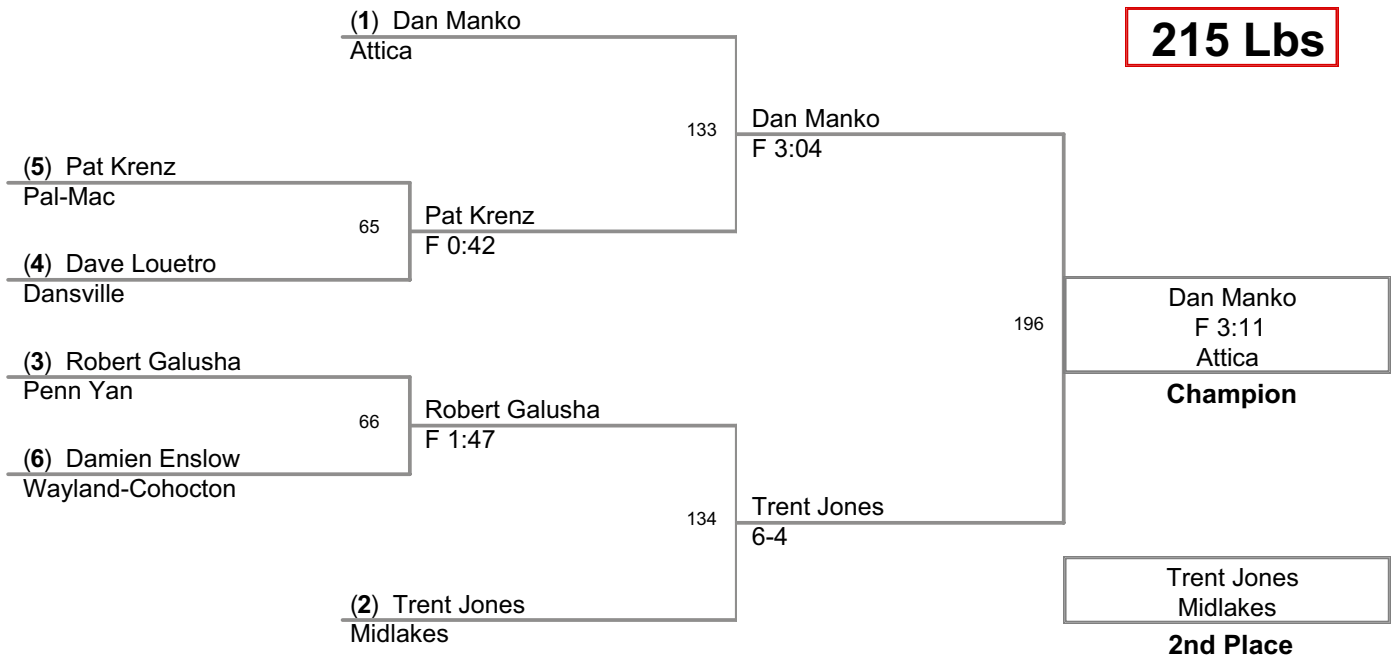 (1) Dan Manko
Attica
215 Lbs
133
Dan Manko
F 3:04
(5) Pat Krenz
Pal-Mac
65
Pat Krenz
F 0:42
(4) Dave Louetro
Dansville
196
Dan Manko
F 3:11
Attica
Champion
(3) Robert Galusha
Penn Yan
66
Robert Galusha
F 1:47
(6) Damien Enslow
Wayland-Cohocton
134
Trent Jones
6-4
(2) Trent Jones
Midlakes
Trent Jones
Midlakes
2nd Place